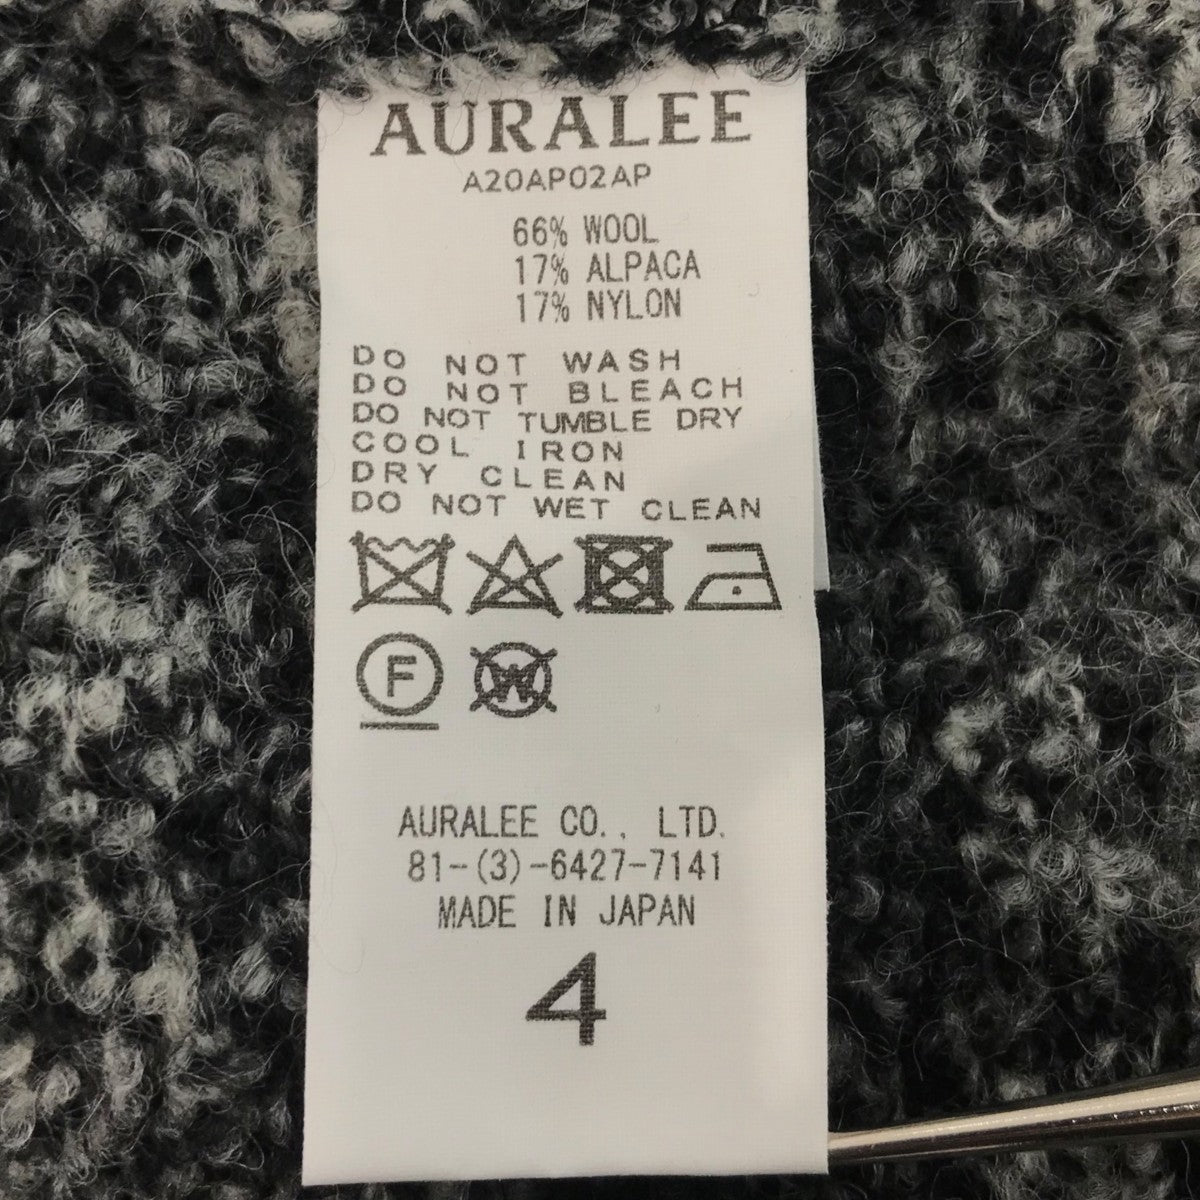 AURALEE
A20AP02AP
66% WOOL
17% ALPACA
17% NYLON
DO NOT WASH
DO NOT BLEACH
DO NOT TUMBLE DRY
COOL IRON
DRY CLEAN
DO NOT WET CLEAN
F W
AURALEE CO., LTD.
81-(3)-6427-7141
MADE IN JAPAN
4